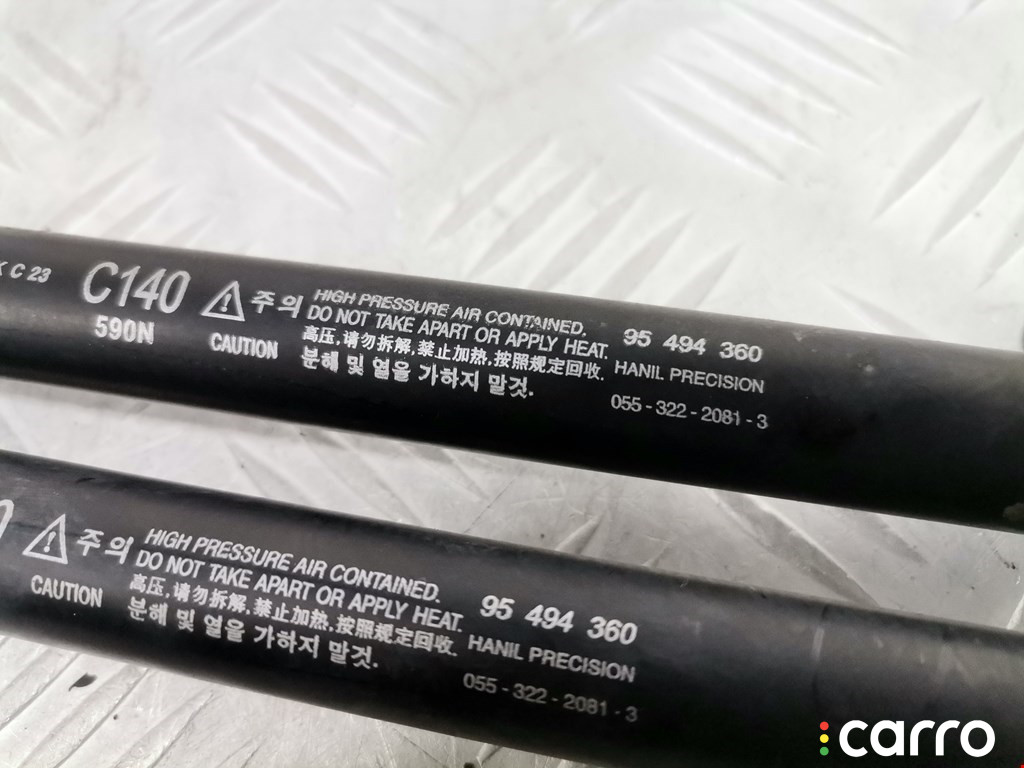 C 23
C140
590N
주의
CAUTION
HIGH PRESSURE AIR CONTAINED.
DO NOT TAKE APART OR APPLY HEAT.
高压,请勿拆解,禁止加热,按照规定回收.
분해 및 열을 가하지 말것.
95 494 360
HANIL PRECISION
055-322-2081-3
주의
CAUTION
HIGH PRESSURE AIR CONTAINED.
DO NOT TAKE APART OR APPLY HEAT.
高压,请勿拆解,禁止加热,按照规定回收.
분해 및 열을 가하지 말것.
95 494 360
HANIL PRECISION
055-322-2081-3
carro